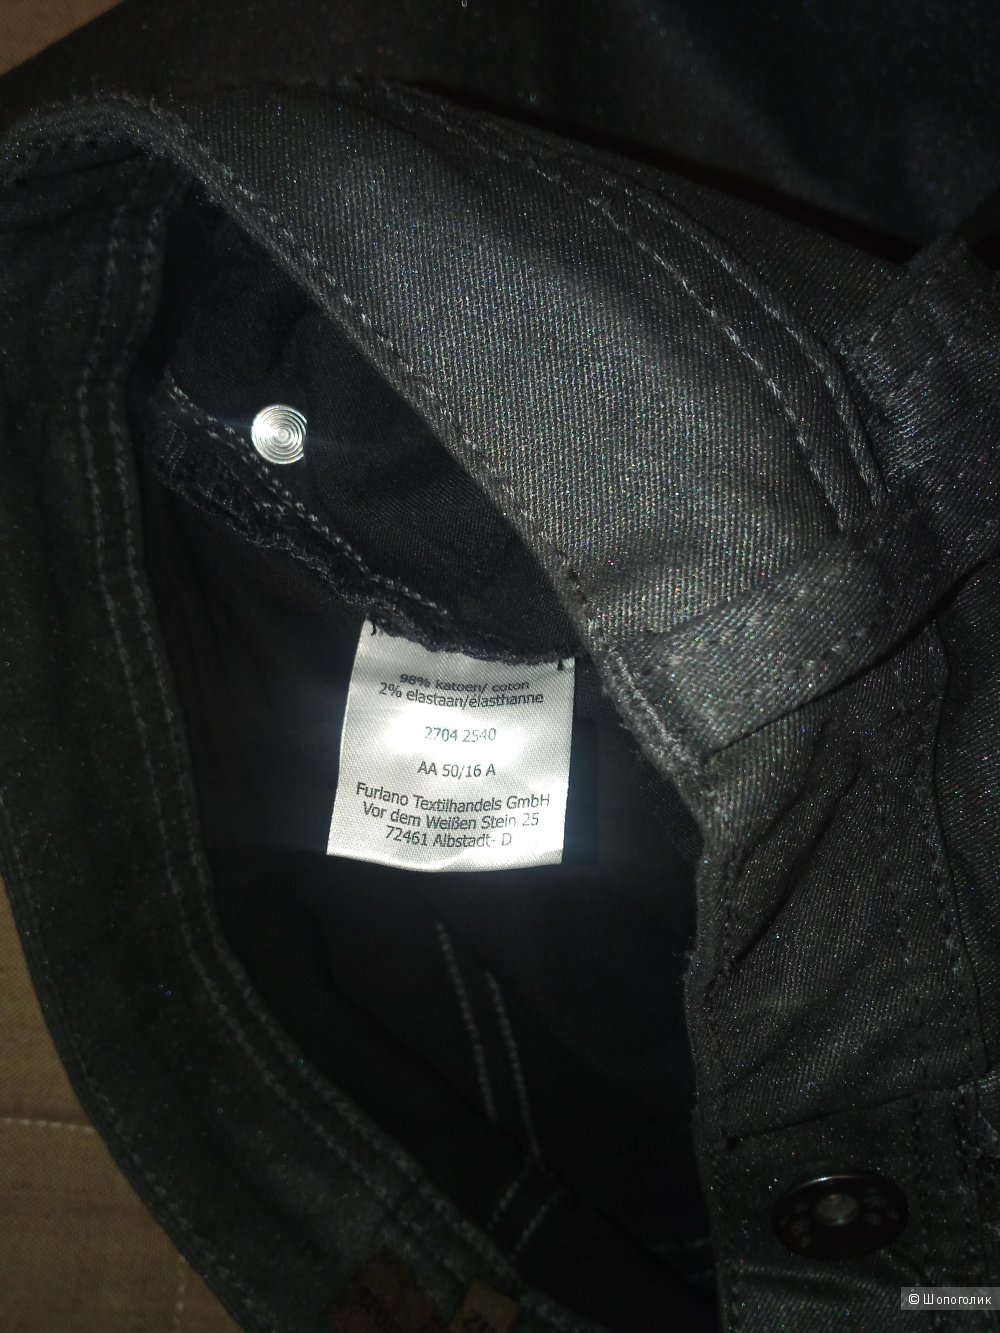 98% katoen/ coton
2% elastaan/élasthanne
2704 2540
AA 50/16 A
Furlano Textilhandels GmbH
Vor dem Weißen Stein 25
72461 Albstadt- D
© Шопоголик